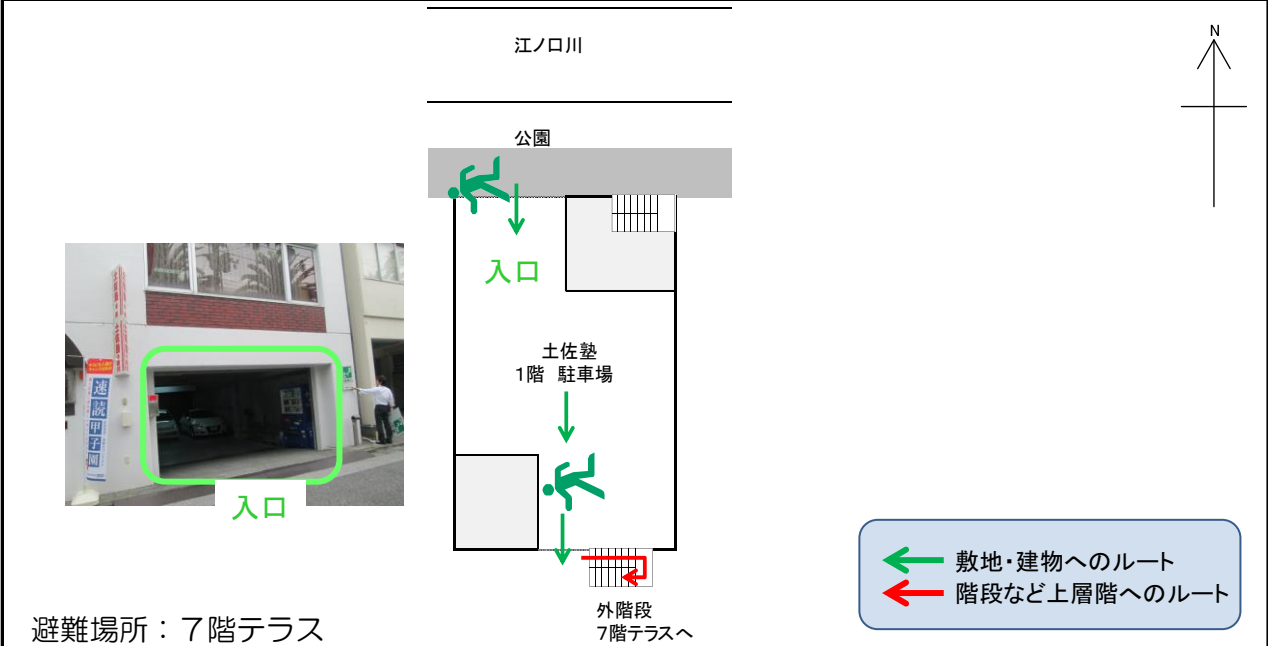 江ノ口川
N
公園
入口
速読甲子園
入口
土佐塾
1階 駐車場
外階段
7階テラスへ
敷地・建物へのルート
階段など上層階へのルート
避難場所：７階テラス